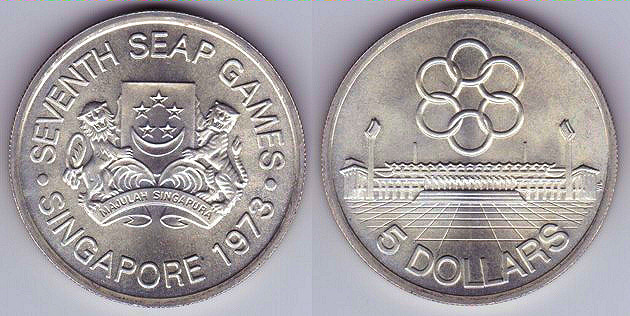 SEVENTH SEAP GAMES
MAJULAH SINGAPURA
SINGAPORE 1973
5 DOLLARS